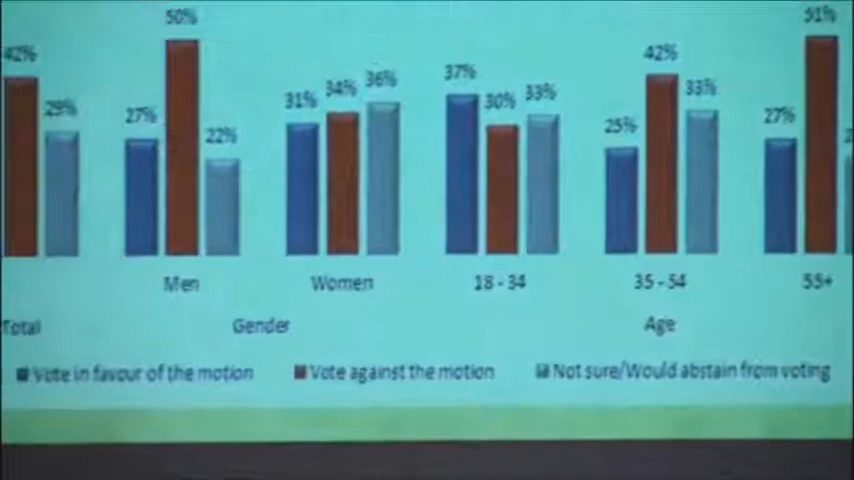 50%
51%
42%
42%
37%
36%
34%
33%
33%
31%
30%
29%
27%
27%
25%
22%
Men
Women
18 - 34
35 - 54
55+
Total
Gender
Age
Vote in favour of the motion
Vote against the motion
Not sure/Would abstain from voting